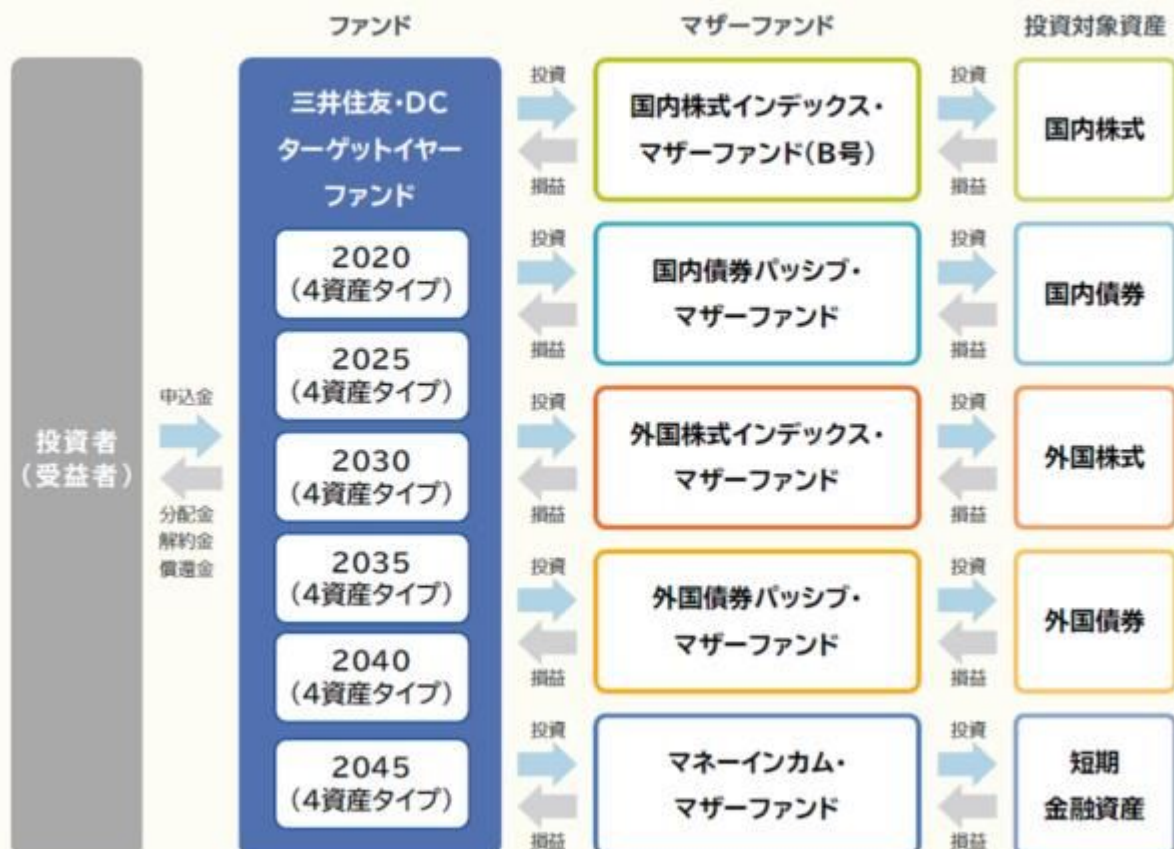 ファンド
マザーファンド
投資対象資産
投資者
(受益者)
申込金
分配金
解約金
償還金
三井住友・DC
ターゲットイヤー
ファンド
2020
(4資産タイプ)
2025
(4資産タイプ)
2030
(4資産タイプ)
2035
(4資産タイプ)
2040
(4資産タイプ)
2045
(4資産タイプ)
投資
損益
国内株式インデックス・
マザーファンド(B号)
投資
損益
国内株式
投資
損益
国内債券パッシブ・
マザーファンド
投資
損益
国内債券
投資
損益
外国株式インデックス・
マザーファンド
投資
損益
外国株式
投資
損益
外国債券パッシブ・
マザーファンド
投資
損益
外国債券
投資
損益
マネーインカム・
マザーファンド
投資
損益
短期
金融資産